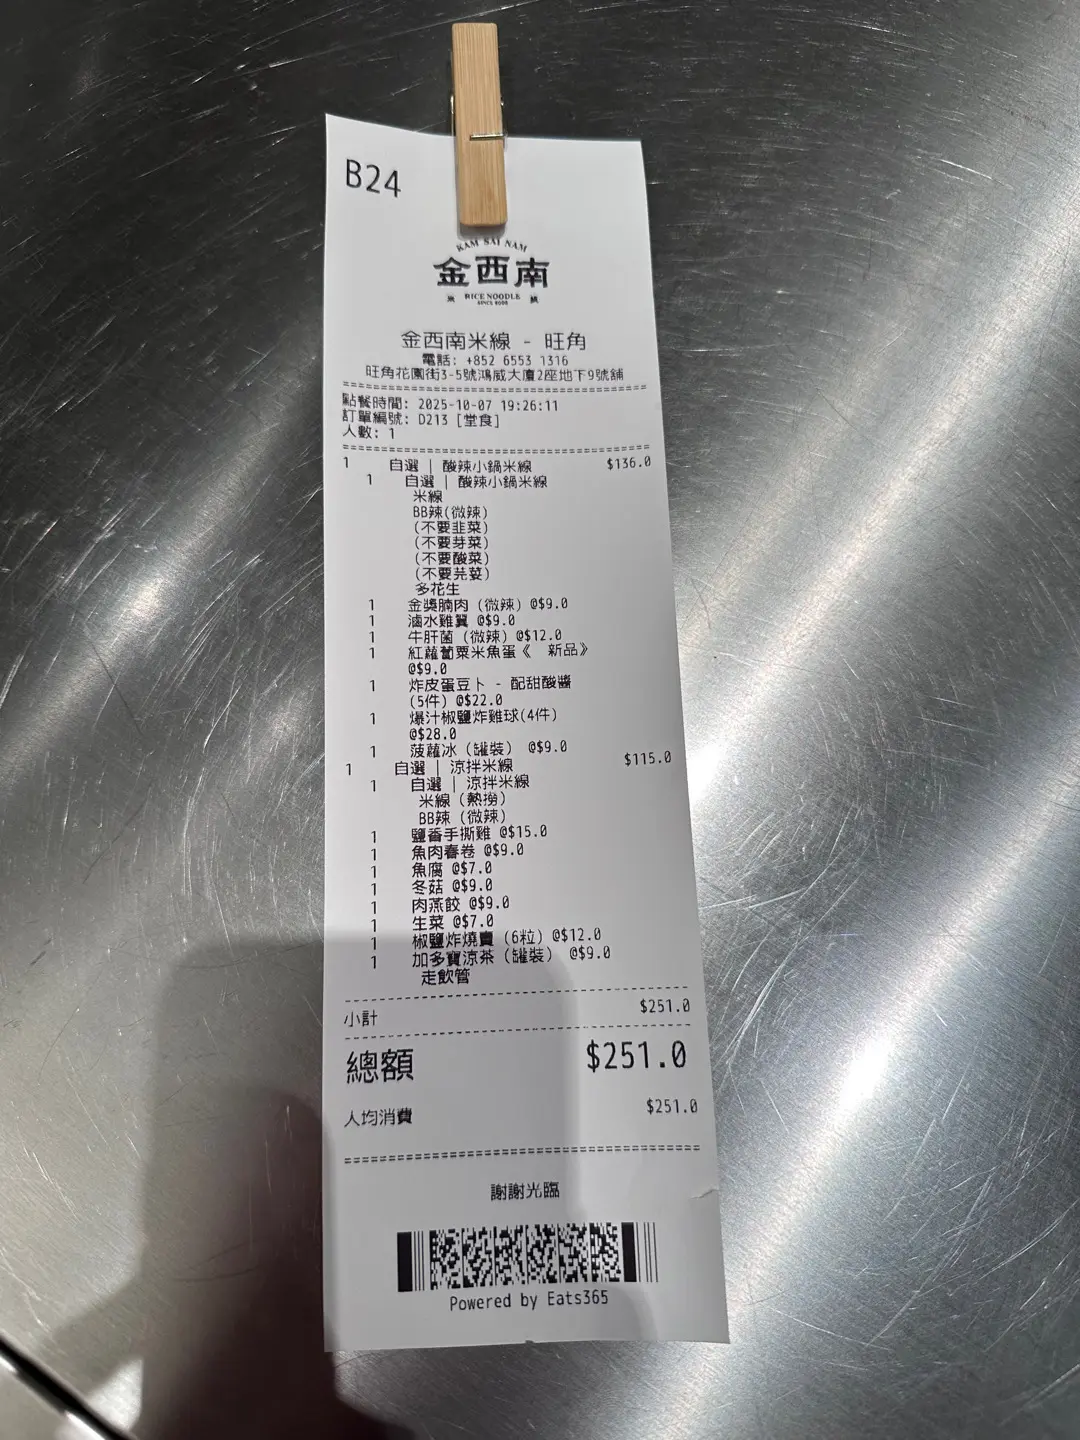 B24
KAM SAI NAM
金西南
RICE NOODLE
金西南米線 - 旺角
電話: +852 6553 1316
旺角花園街3-5號鴻威大廈2座地下9號舖
點餐時間: 2025-10-07 19:26:11
訂單編號: D213 [堂食]
人數: 1
1 自選 | 酸辣小鍋米線 $136.0
1 自選 | 酸辣小鍋米線
米線
BB辣(微辣)
(不要韭菜)
(不要芽菜)
(不要酸菜)
(不要芫荽)
多花生
1 金獎腩肉 (微辣) @$9.0
1 滷水雞翼 @$9.0
1 牛肝菌 (微辣) @$12.0
1 紅蘿蔔粟米魚蛋《 新品》
@$9.0
1 炸皮蛋豆卜 - 配甜酸醬
(5件) @$22.0
1 爆汁椒鹽炸雞球(4件)
@$28.0
1 菠蘿冰 (罐裝) @$9.0
1 自選 | 涼拌米線 $115.0
1 自選 | 涼拌米線
米線 (熱撈)
BB辣 (微辣)
1 鹽香手撕雞 @$15.0
1 魚肉春卷 @$9.0
1 魚腐 @$7.0
1 冬菇 @$9.0
1 肉燕餃 @$9.0
1 生菜 @$7.0
1 椒鹽炸燒賣 (6粒) @$12.0
1 加多寶涼茶 (罐裝) @$9.0
走飲管
小計 $251.0
總額 $251.0
人均消費 $251.0
謝謝光臨
Powered by Eats365